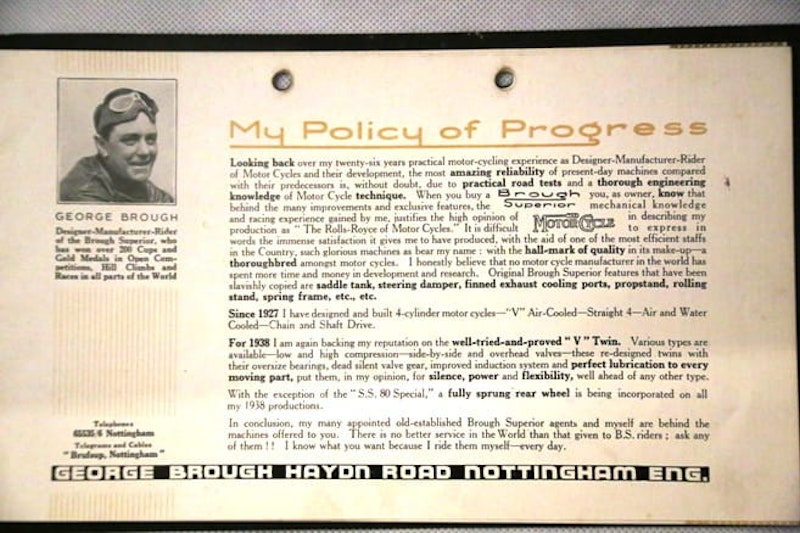 My Policy of Progress
Looking back over my twenty-six years practical motor-cycling experience as Designer-Manufacturer-Rider
of Motor Cycles and their development, the most amazing reliability of present-day machines compared
with their predecessors is, without doubt, due to practical road tests and a thorough engineering
knowledge of Motor Cycle technique. When you buy a Brough Superior you, as owner, know that
behind the many improvements and exclusive features, the mechanical knowledge
and racing experience gained by me, justifies the high opinion of The MOTOR CYCLE in describing my
production as "The Rolls-Royce of Motor Cycles." It is difficult to express in
words the immense satisfaction it gives me to have produced, with the aid of one of the most efficient staffs
in the Country, such glorious machines as bear my name : with the hall-mark of quality in its make-up—a
thoroughbred amongst motor cycles. I honestly believe that no motor cycle manufacturer in the world has
spent more time and money in development and research. Original Brough Superior features that have been
slavishly copied are saddle tank, steering damper, finned exhaust cooling ports, propstand, rolling
stand, spring frame, etc., etc.
Since 1927 I have designed and built 4-cylinder motor cycles—"V" Air-Cooled—Straight 4—Air and Water
Cooled—Chain and Shaft Drive.
For 1938 I am again backing my reputation on the well-tried-and-proved "V" Twin. Various types are
available—low and high compression—side-by-side and overhead valves—these re-designed twins with
their oversize bearings, dead silent valve gear, improved induction system and perfect lubrication to every
moving part, put them, in my opinion, for silence, power and flexibility, well ahead of any other type.
With the exception of the "S.S. 80 Special," a fully sprung rear wheel is being incorporated on all
my 1938 productions.
In conclusion, my many appointed old-established Brough Superior agents and myself are behind the
machines offered to you. There is no better service in the World than that given to B.S. riders ; ask any
of them !! I know what you want because I ride them myself—every day.
GEORGE BROUGH
Designer-Manufacturer-Rider
of the Brough Superior, who
has won over 200 Cups and
Gold Medals in Open Com-
petitions, Hill Climbs and
Races in all parts of the World
Telephones
65535/6 Nottingham
Telegrams and Cables
"Brufsup, Nottingham"
GEORGE BROUGH HAYDN ROAD NOTTINGHAM ENG.